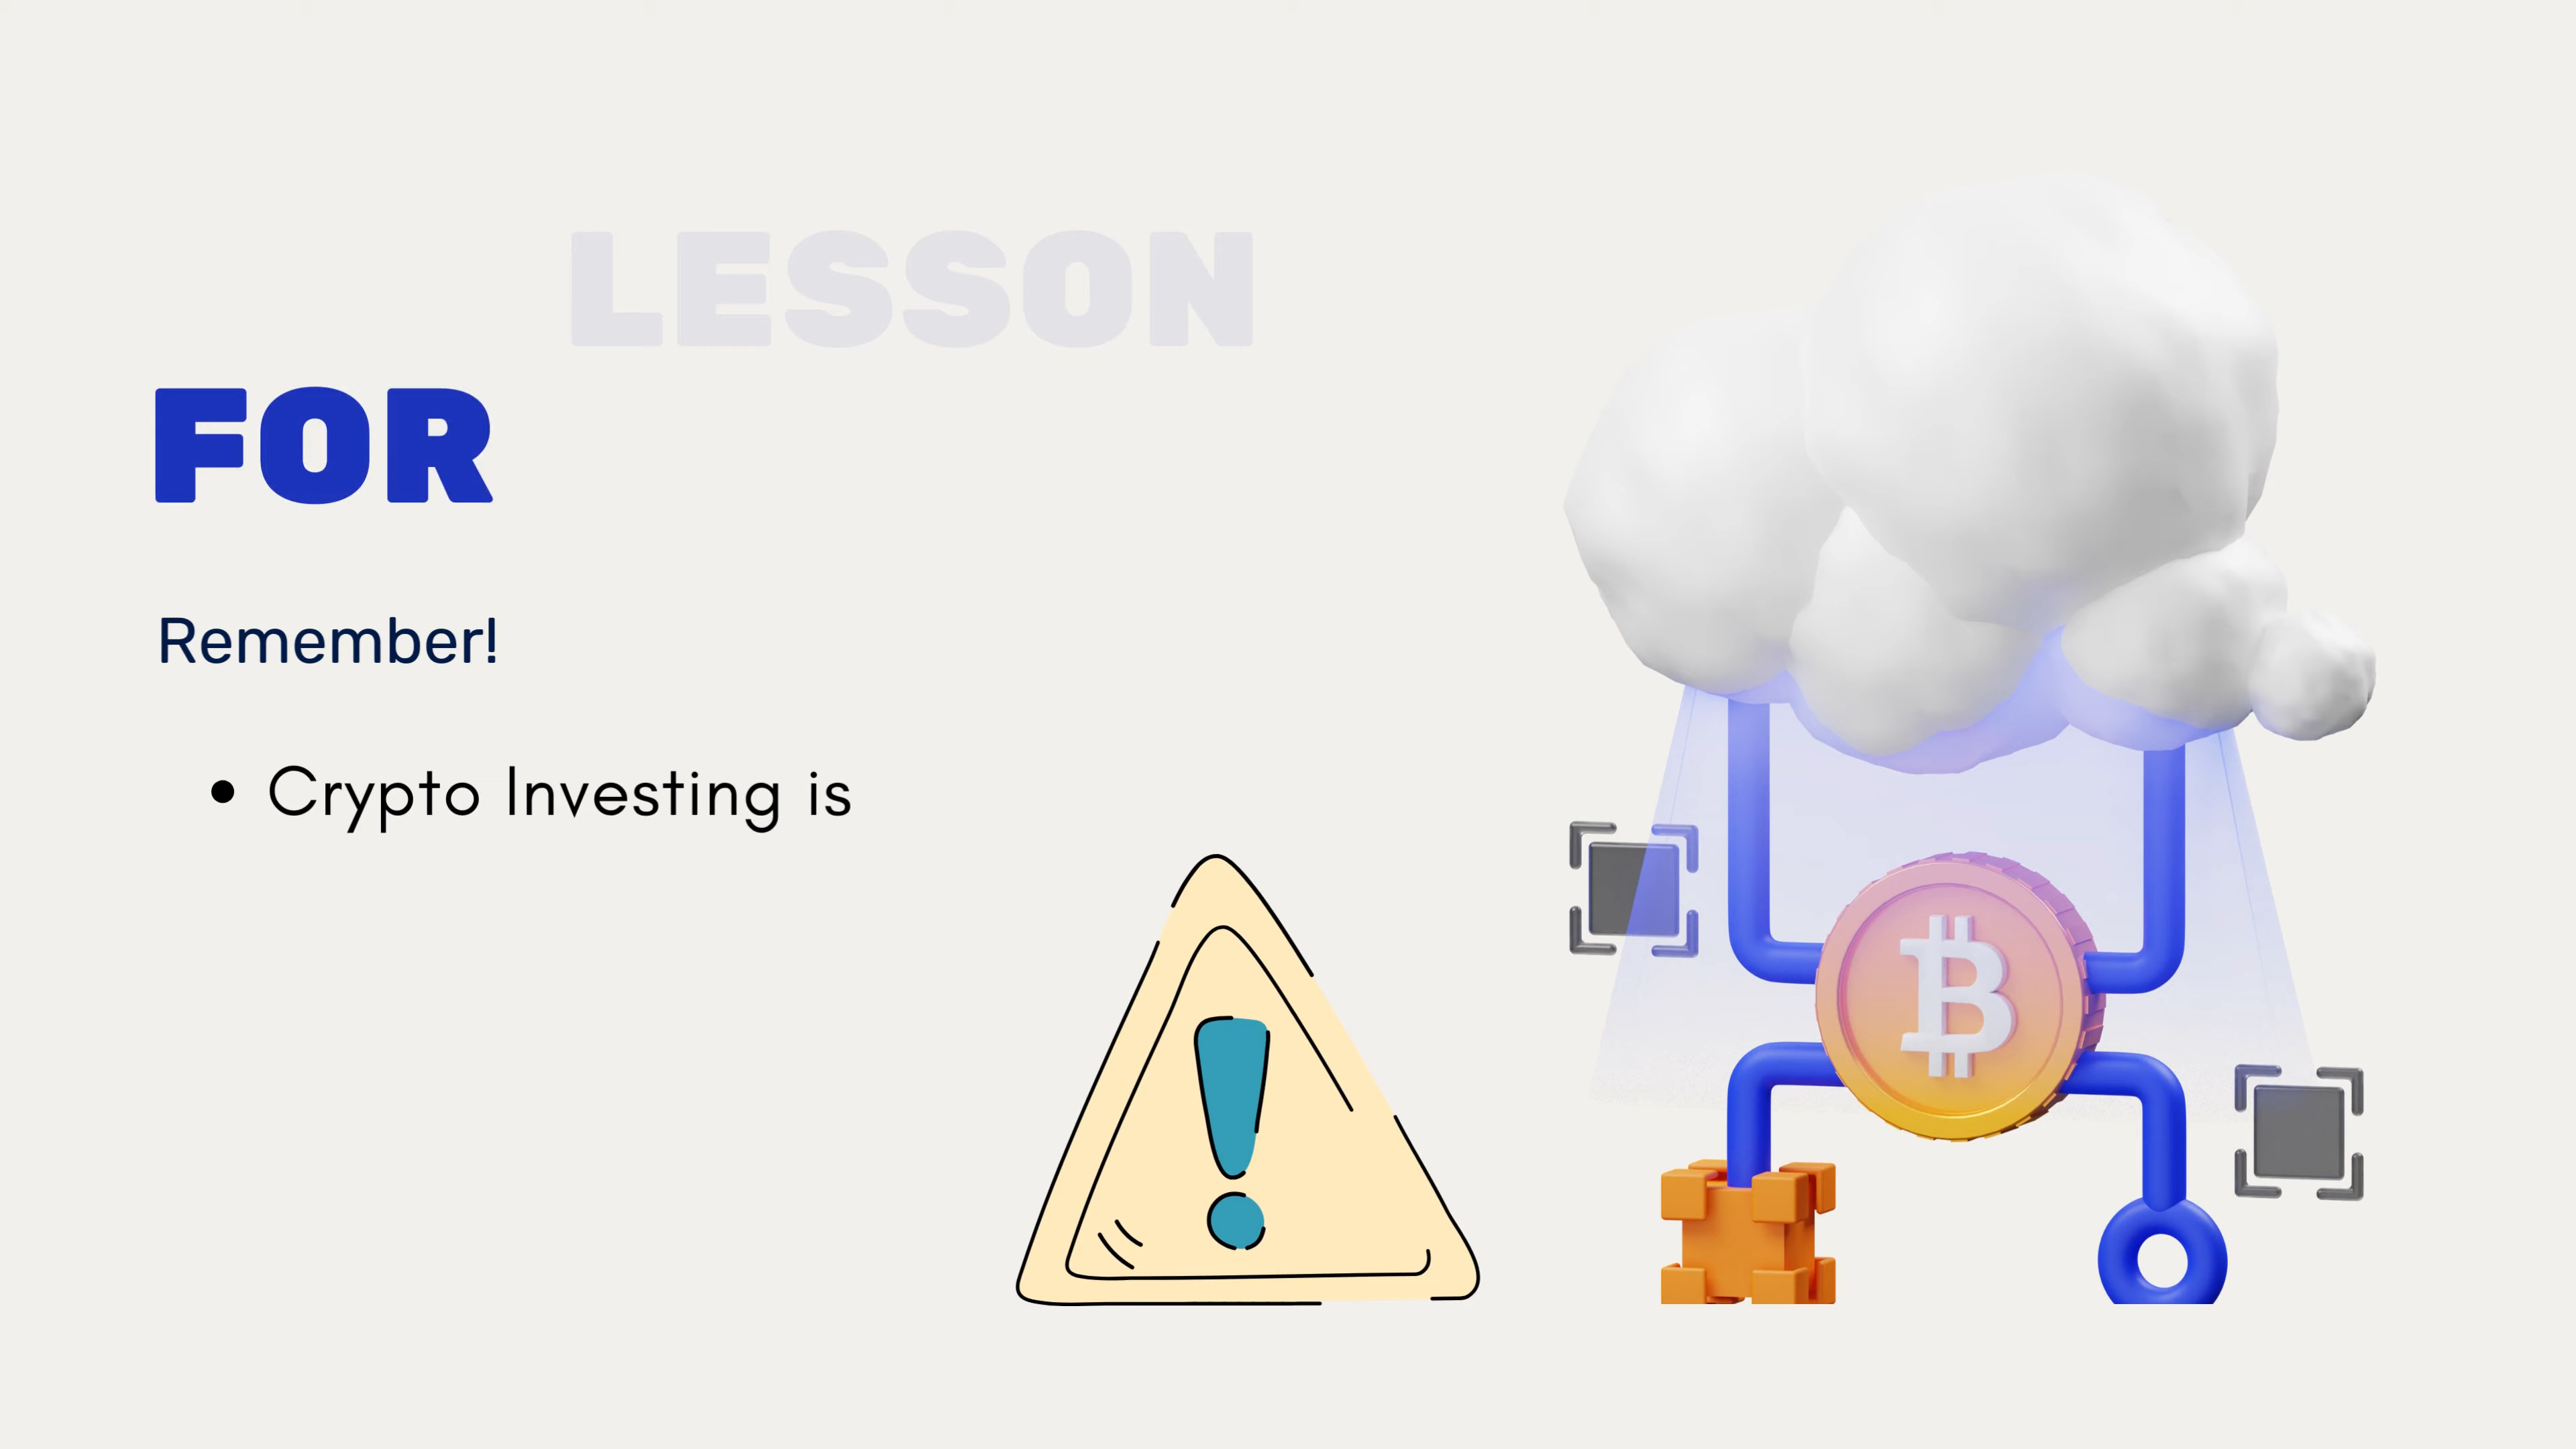 LESSON
FOR
Remember!
• Crypto Investing is